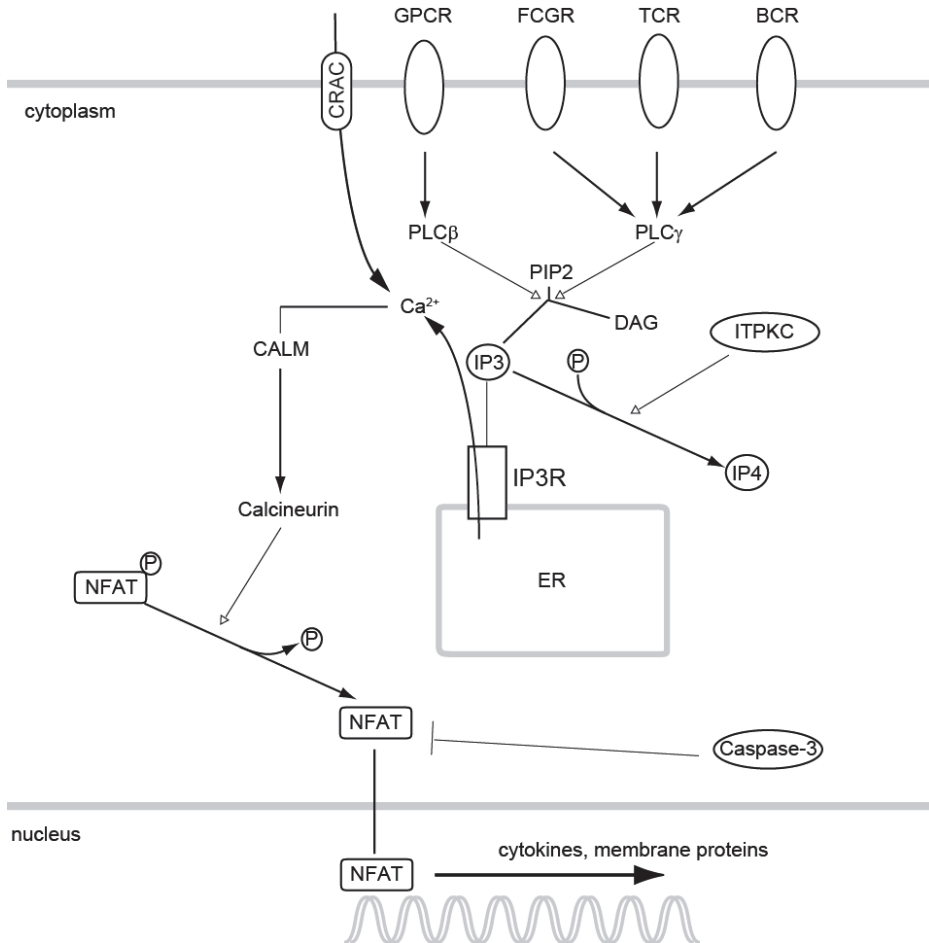 GPCR
FCGR
TCR
BCR
CRAC
cytoplasm
PLCβ
PLCγ
PIP2
Ca²⁺
DAG
ITPKC
CALM
IP3
P
IP4
IP3R
Calcineurin
ER
P
NFAT
P
NFAT
Caspase-3
nucleus
cytokines, membrane proteins
NFAT